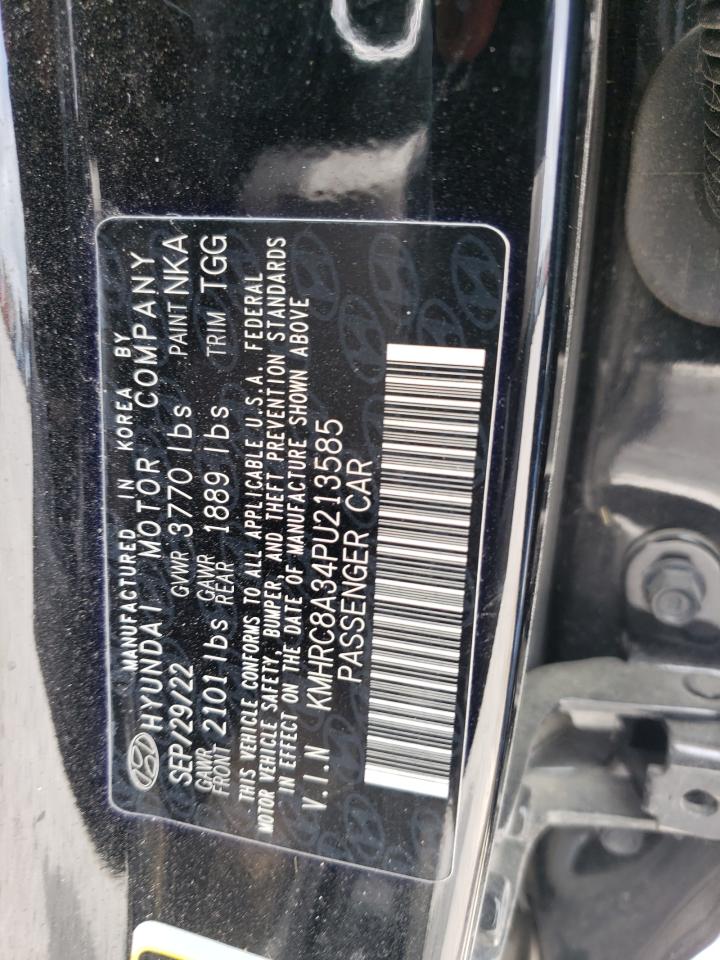 MANUFACTURED IN KOREA BY
HYUNDAI MOTOR COMPANY
SEP/29/22 GVWR 3770 lbs PAINT NKA
GAWR FRONT 2101 lbs GAWR REAR 1889 lbs TRIM TGG
THIS VEHICLE CONFORMS TO ALL APPLICABLE U.S.A. FEDERAL
MOTOR VEHICLE SAFETY, BUMPER, AND THEFT PREVENTION STANDARDS
IN EFFECT ON THE DATE OF MANUFACTURE SHOWN ABOVE
V.I.N KMHRC8A34PU213585
PASSENGER CAR